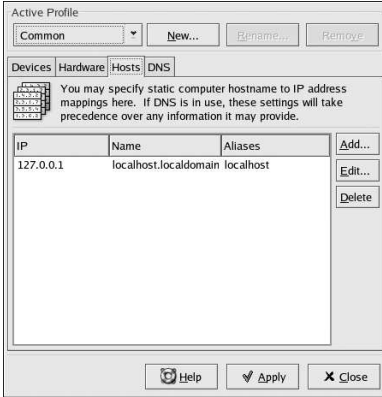 Active Profile
Common New... Rename... Remove
Devices Hardware Hosts DNS
You may specify static computer hostname to IP address
mappings here. If DNS is in use, these settings will take
precedence over any information it may provide.
IP Name Aliases
127.0.0.1 localhost.localdomain localhost
Add...
Edit...
Delete
Help Apply Close